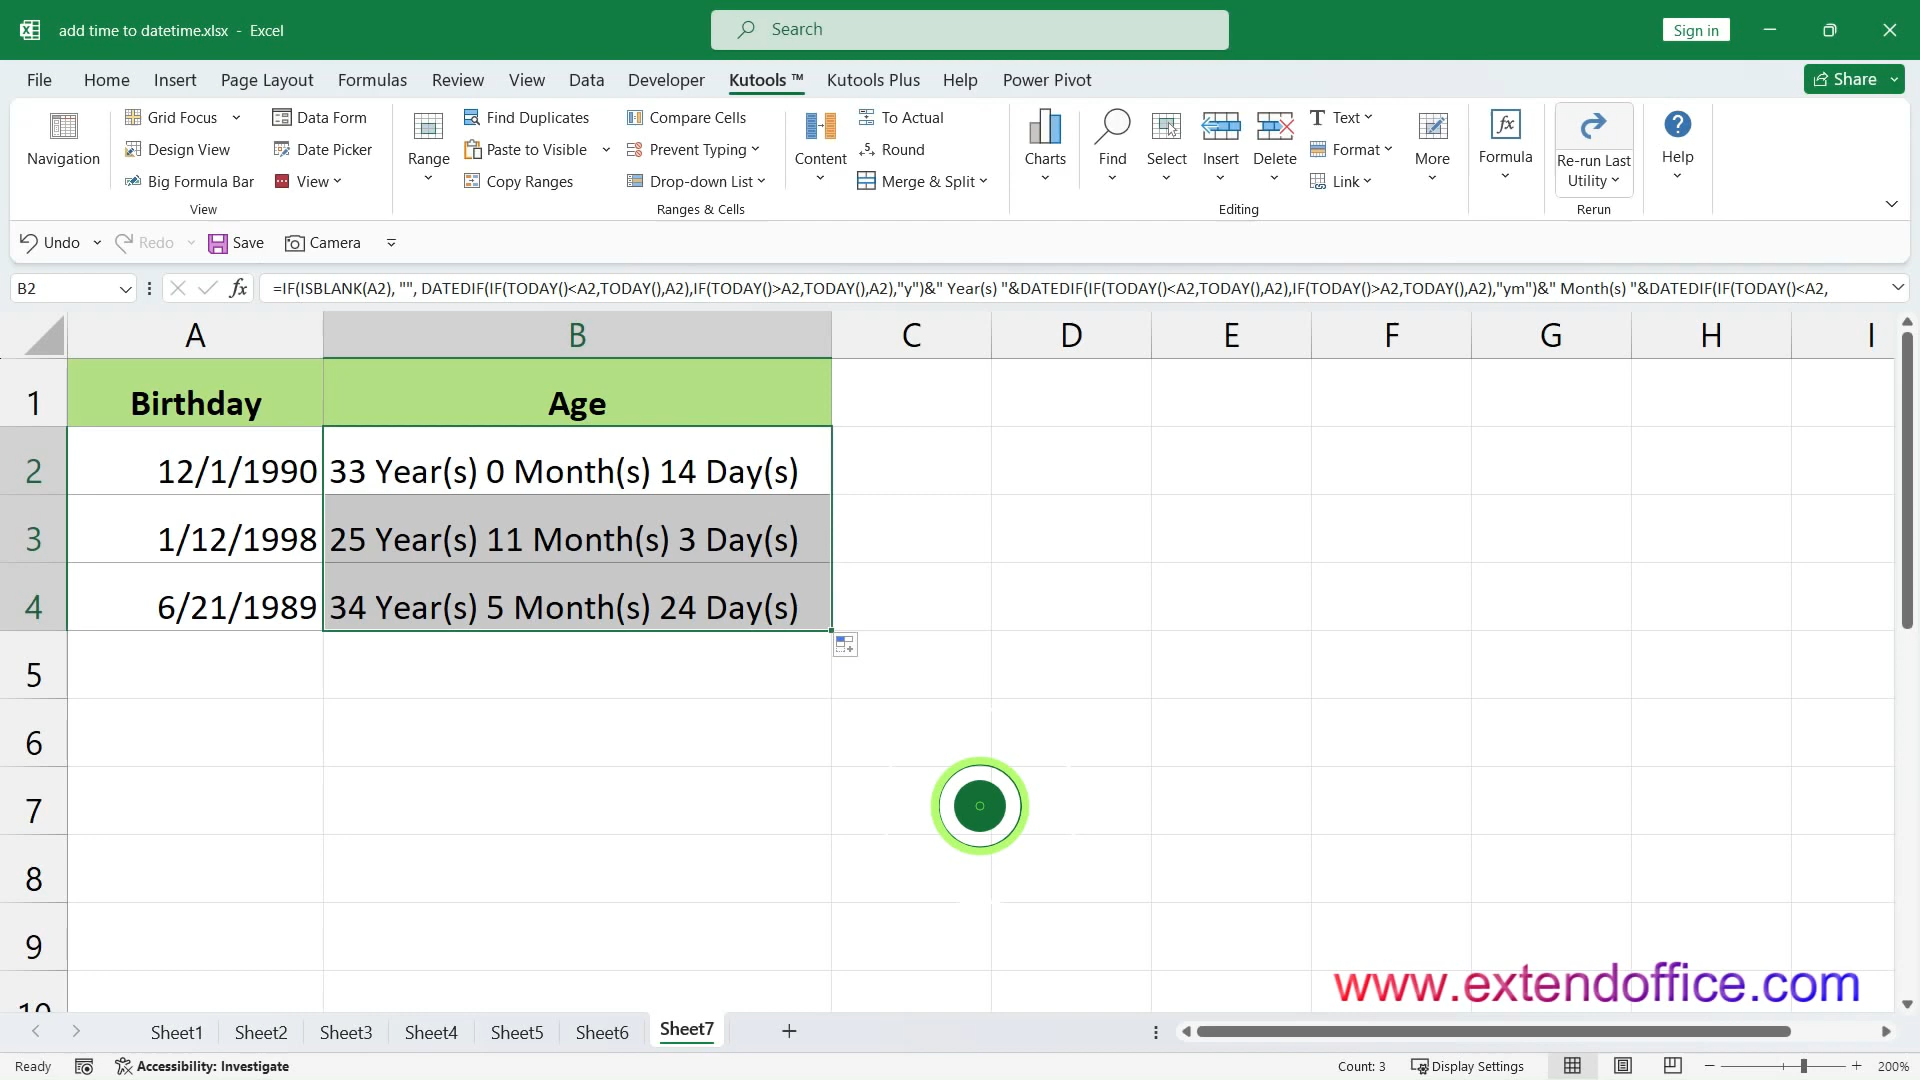 add time to datetime.xlsx - Excel
Search
Sign in
File Home Insert Page Layout Formulas Review View Data Developer Kutools ™ Kutools Plus Help Power Pivot
Share
Navigation
Grid Focus
Design View
Big Formula Bar
Data Form
Date Picker
View
View
Range
Find Duplicates
Paste to Visible
Copy Ranges
Compare Cells
Prevent Typing
Drop-down List
Ranges & Cells
Content
To Actual
Round
Merge & Split
Charts
Find
Select
Insert
Delete
Text
Format
Link
More
Editing
Formula
Re-run Last
Utility
Rerun
Help
Undo Redo Save Camera
B2 fx =IF(ISBLANK(A2), "", DATEDIF(IF(TODAY()<A2,TODAY(),A2),IF(TODAY()>A2,TODAY(),A2),"y")&" Year(s) "&DATEDIF(IF(TODAY()<A2,TODAY(),A2),IF(TODAY()>A2,TODAY(),A2),"ym")&" Month(s) "&DATEDIF(IF(TODAY()<A2,
A B C D E F G H I
1 Birthday Age
2 12/1/1990 33 Year(s) 0 Month(s) 14 Day(s)
3 1/12/1998 25 Year(s) 11 Month(s) 3 Day(s)
4 6/21/1989 34 Year(s) 5 Month(s) 24 Day(s)
5
6
7
8
9
10
www.extendoffice.com
Sheet1 Sheet2 Sheet3 Sheet4 Sheet5 Sheet6 Sheet7
Ready Accessibility: Investigate Count: 3 Display Settings 200%